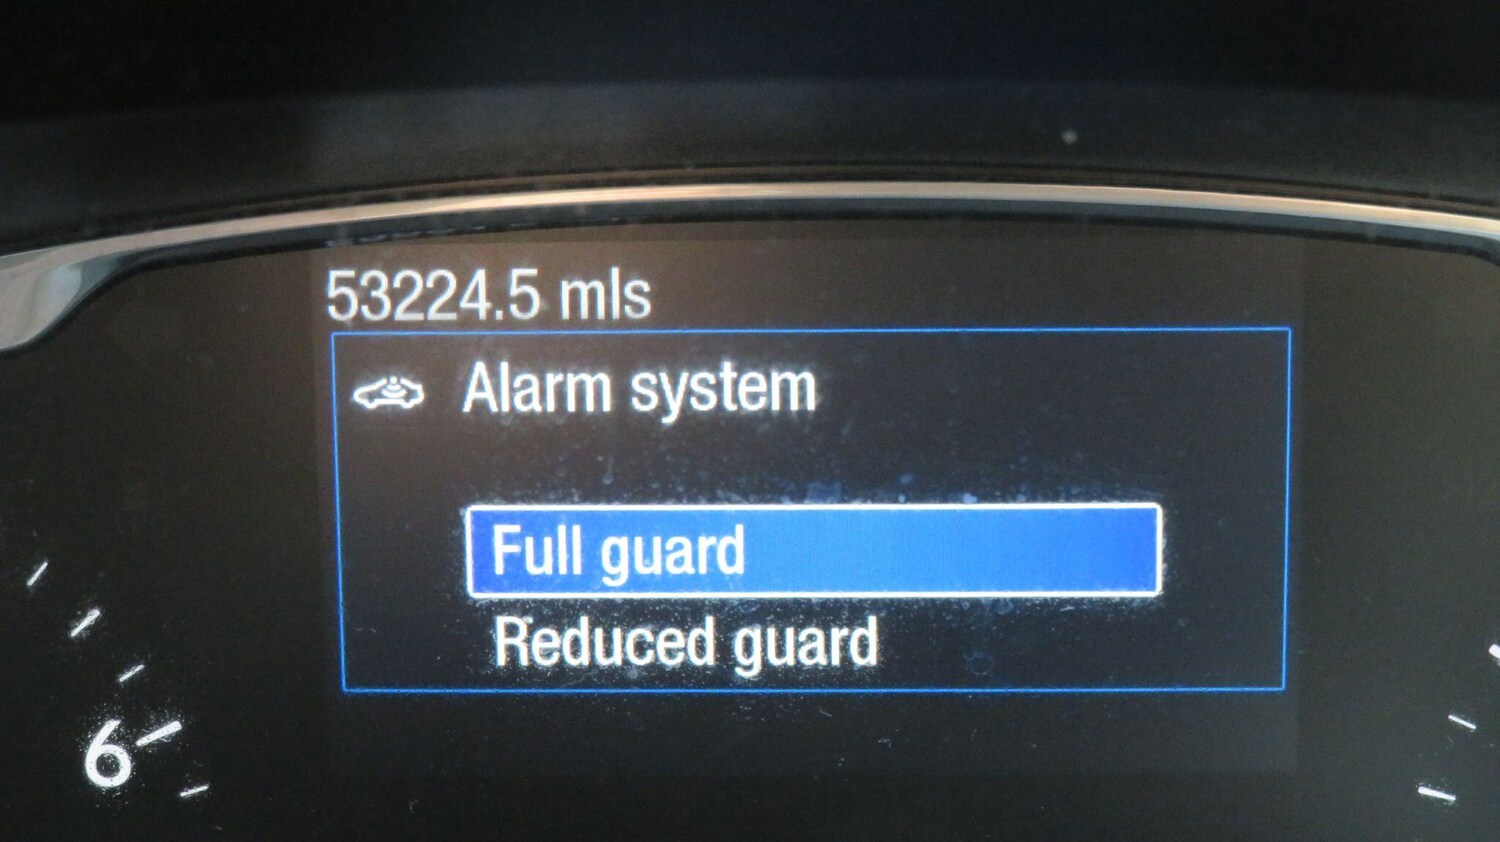 53224.5 mls
Alarm system
Full guard
Reduced guard
6